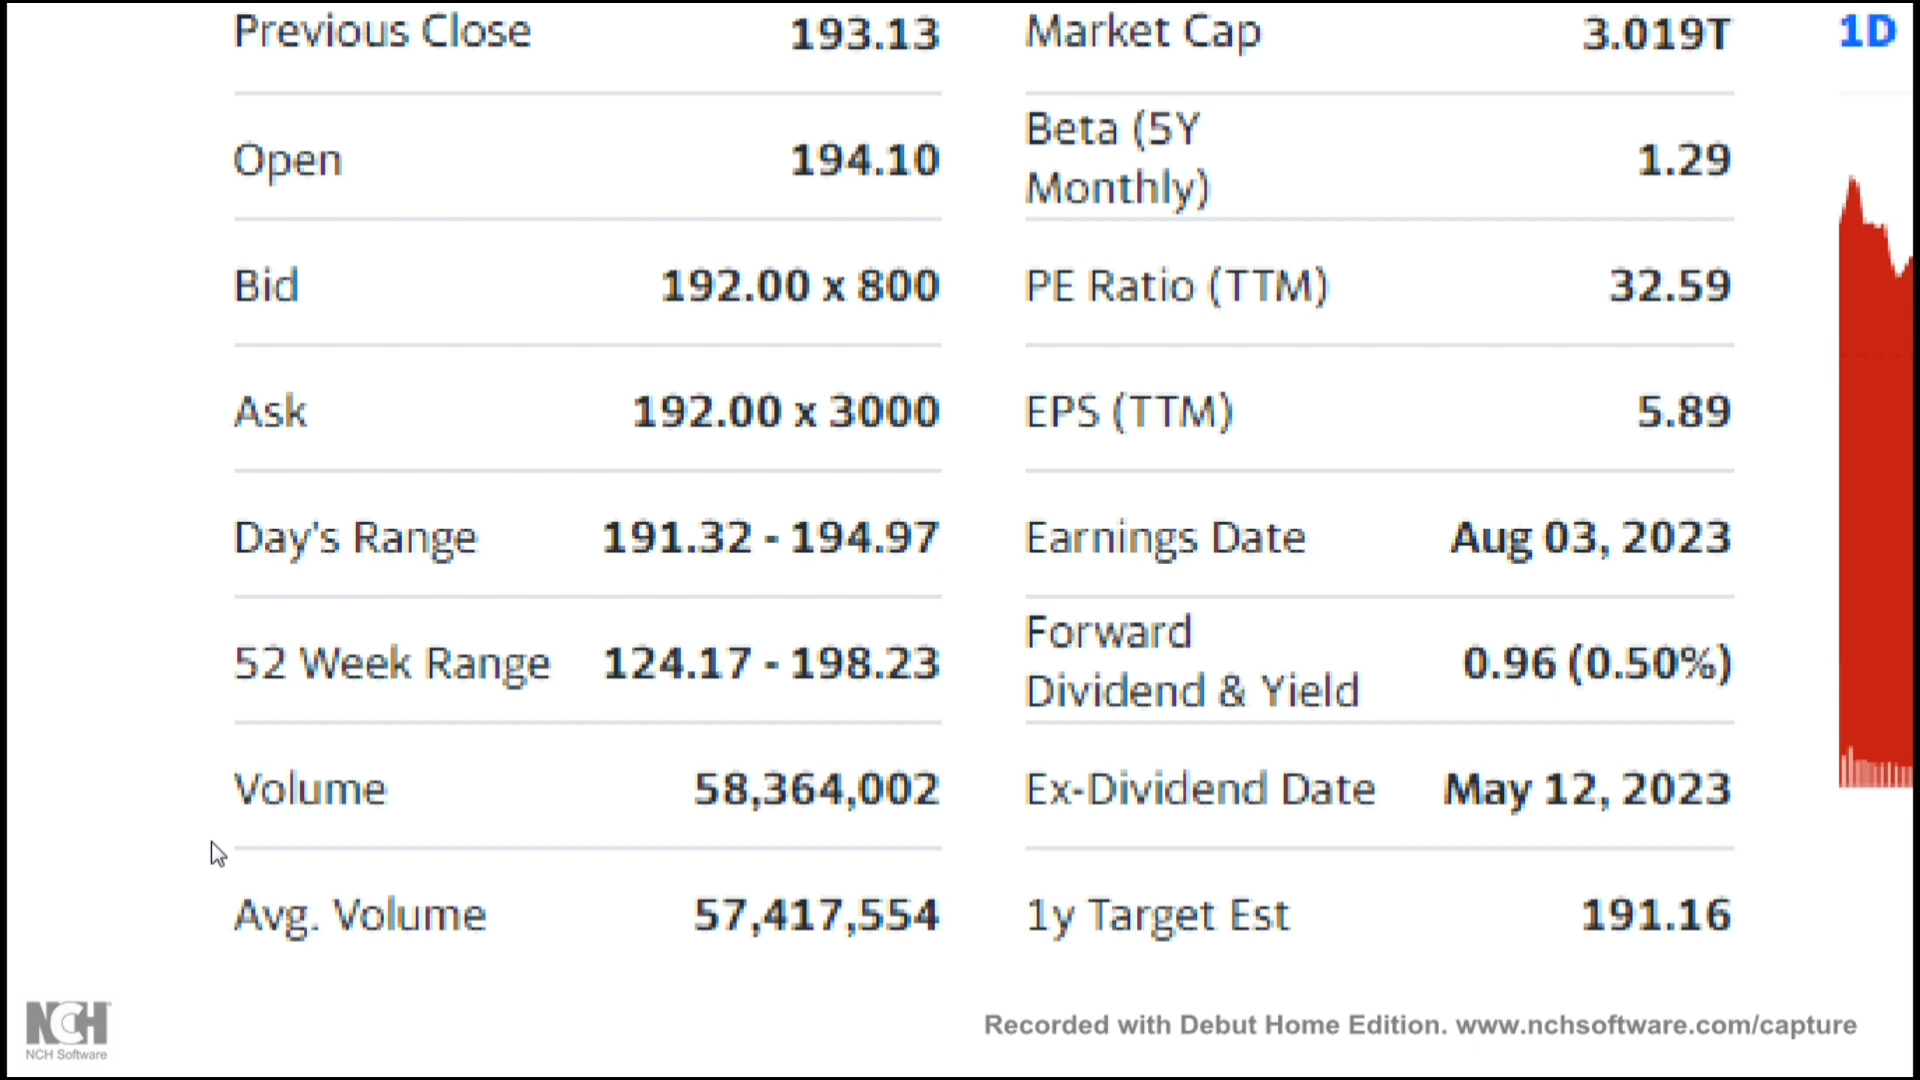 Previous Close 193.13
Open 194.10
Bid 192.00 x 800
Ask 192.00 x 3000
Day's Range 191.32 - 194.97
52 Week Range 124.17 - 198.23
Volume 58,364,002
Avg. Volume 57,417,554
Market Cap 3.019T
Beta (5Y
Monthly) 1.29
PE Ratio (TTM) 32.59
EPS (TTM) 5.89
Earnings Date Aug 03, 2023
Forward
Dividend & Yield 0.96 (0.50%)
Ex-Dividend Date May 12, 2023
1y Target Est 191.16
1D
NCH
NCH Software
Recorded with Debut Home Edition. www.nchsoftware.com/capture